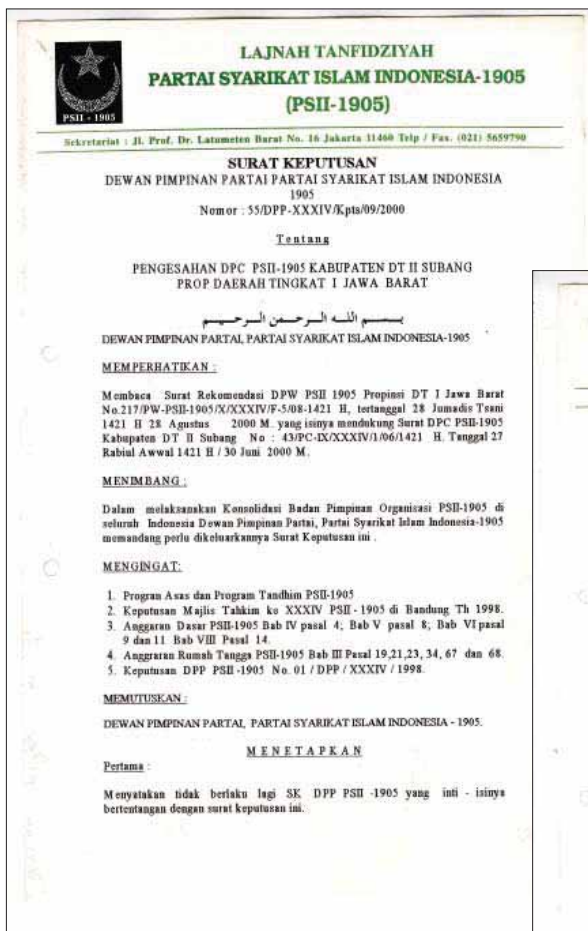 LAJNAH TANFIDZIYAH
PARTAI SYARIKAT ISLAM INDONESIA-1905
(PSII-1905)
PSII - 1905
Sekretariat : Jl. Prof. Dr. Latumeten Barat No. 16 Jakarta 11460 Telp / Fax. (021) 5659790
SURAT KEPUTUSAN
DEWAN PIMPINAN PARTAI PARTAI SYARIKAT ISLAM INDONESIA
1905
Nomor : 55/DPP-XXXIV/Kpts/09/2000
Tentang
PENGESAHAN DPC PSII-1905 KABUPATEN DT II SUBANG
PROP DAERAH TINGKAT I JAWA BARAT
بسم الله الرحمن الرحيم
DEWAN PIMPINAN PARTAI, PARTAI SYARIKAT ISLAM INDONESIA-1905
MEMPERHATIKAN :
Membaca Surat Rekomendasi DPW PSII 1905 Propinsi DT I Jawa Barat
No.217/PW-PSII-1905/X/XXXIV/F-5/08-1421 H, tertanggal 28 Jumadis Tsani
1421 H 28 Agustus 2000 M. yang isinya mendukung Surat DPC PSII-1905
Kabupaten DT II Subang No : 43/PC-IX/XXXIV/1/06/1421 H. Tanggal 27
Rabiul Awwal 1421 H / 30 Juni 2000 M.
MENIMBANG :
Dalam melaksanakan Konsolidasi Badan Pimpinan Organisasi PSII-1905 di
seluruh Indonesia Dewan Pimpinan Partai, Partai Syarikat Islam Indonesia-1905
memandang perlu dikeluarkannya Surat Keputusan ini .
MENGINGAT:
1. Progran Asas dan Program Tandhim PSII-1905
2. Keputusan Majlis Tahkim ke XXXIV PSII - 1905 di Bandung Th 1998.
3. Anggaran Dasar PSII-1905 Bab IV pasal 4; Bab V pasal 8; Bab VI pasal
9 dan 11 Bab VIII Pasal 14.
4. Anggraran Rumah Tangga PSII-1905 Bab III Pasal 19,21,23, 34, 67 dan 68.
5. Keputusan DPP PSII -1905 No. 01 / DPP / XXXIV / 1998.
MEMUTUSKAN :
DEWAN PIMPINAN PARTAI, PARTAI SYARIKAT ISLAM INDONESIA - 1905.
MENETAPKAN
Pertama :
Menyatakan tidak berlaku lagi SK DPP PSII -1905 yang inti - isinya
bertentangan dengan surat keputusan ini.